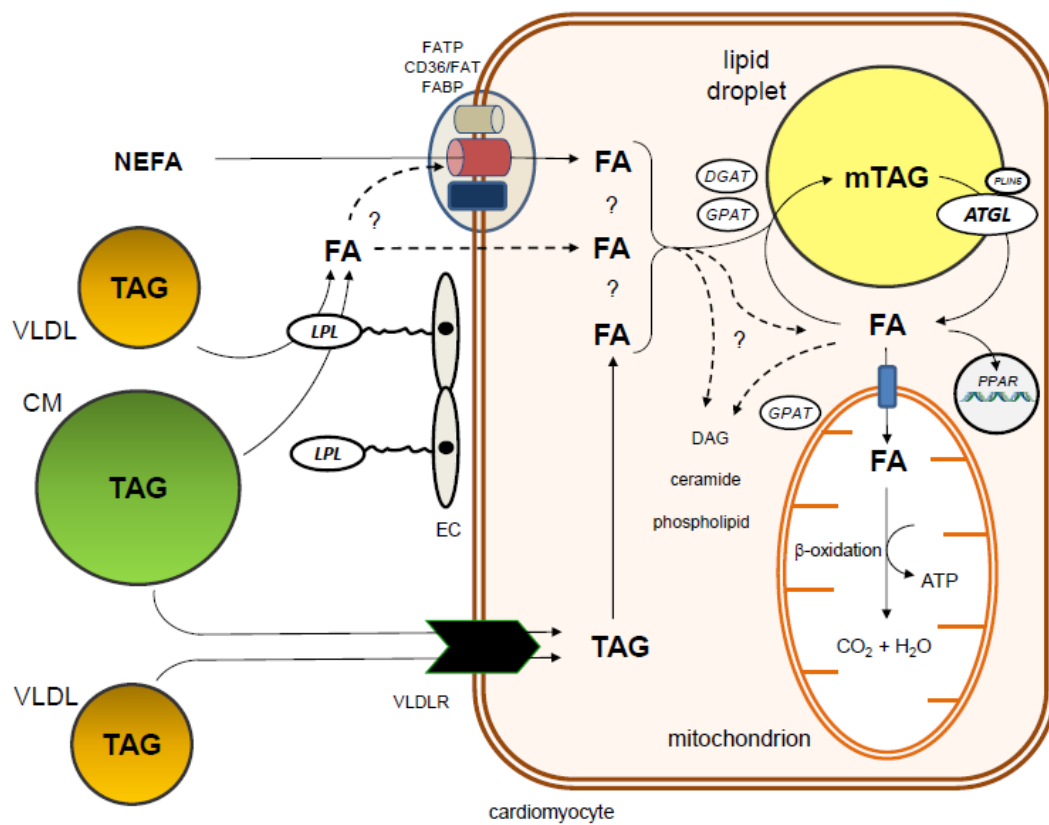 FATP
CD36/FAT
FABP
lipid
droplet
NEFA
FA
?
FA
?
FA
?
FA
DGAT
GPAT
mTAG
PLIN5
ATGL
TAG
VLDL
LPL
CM
TAG
LPL
EC
?
FA
PPAR
GPAT
DAG
ceramide
phospholipid
FA
β-oxidation
ATP
CO₂ + H₂O
TAG
VLDLR
VLDL
TAG
mitochondrion
cardiomyocyte